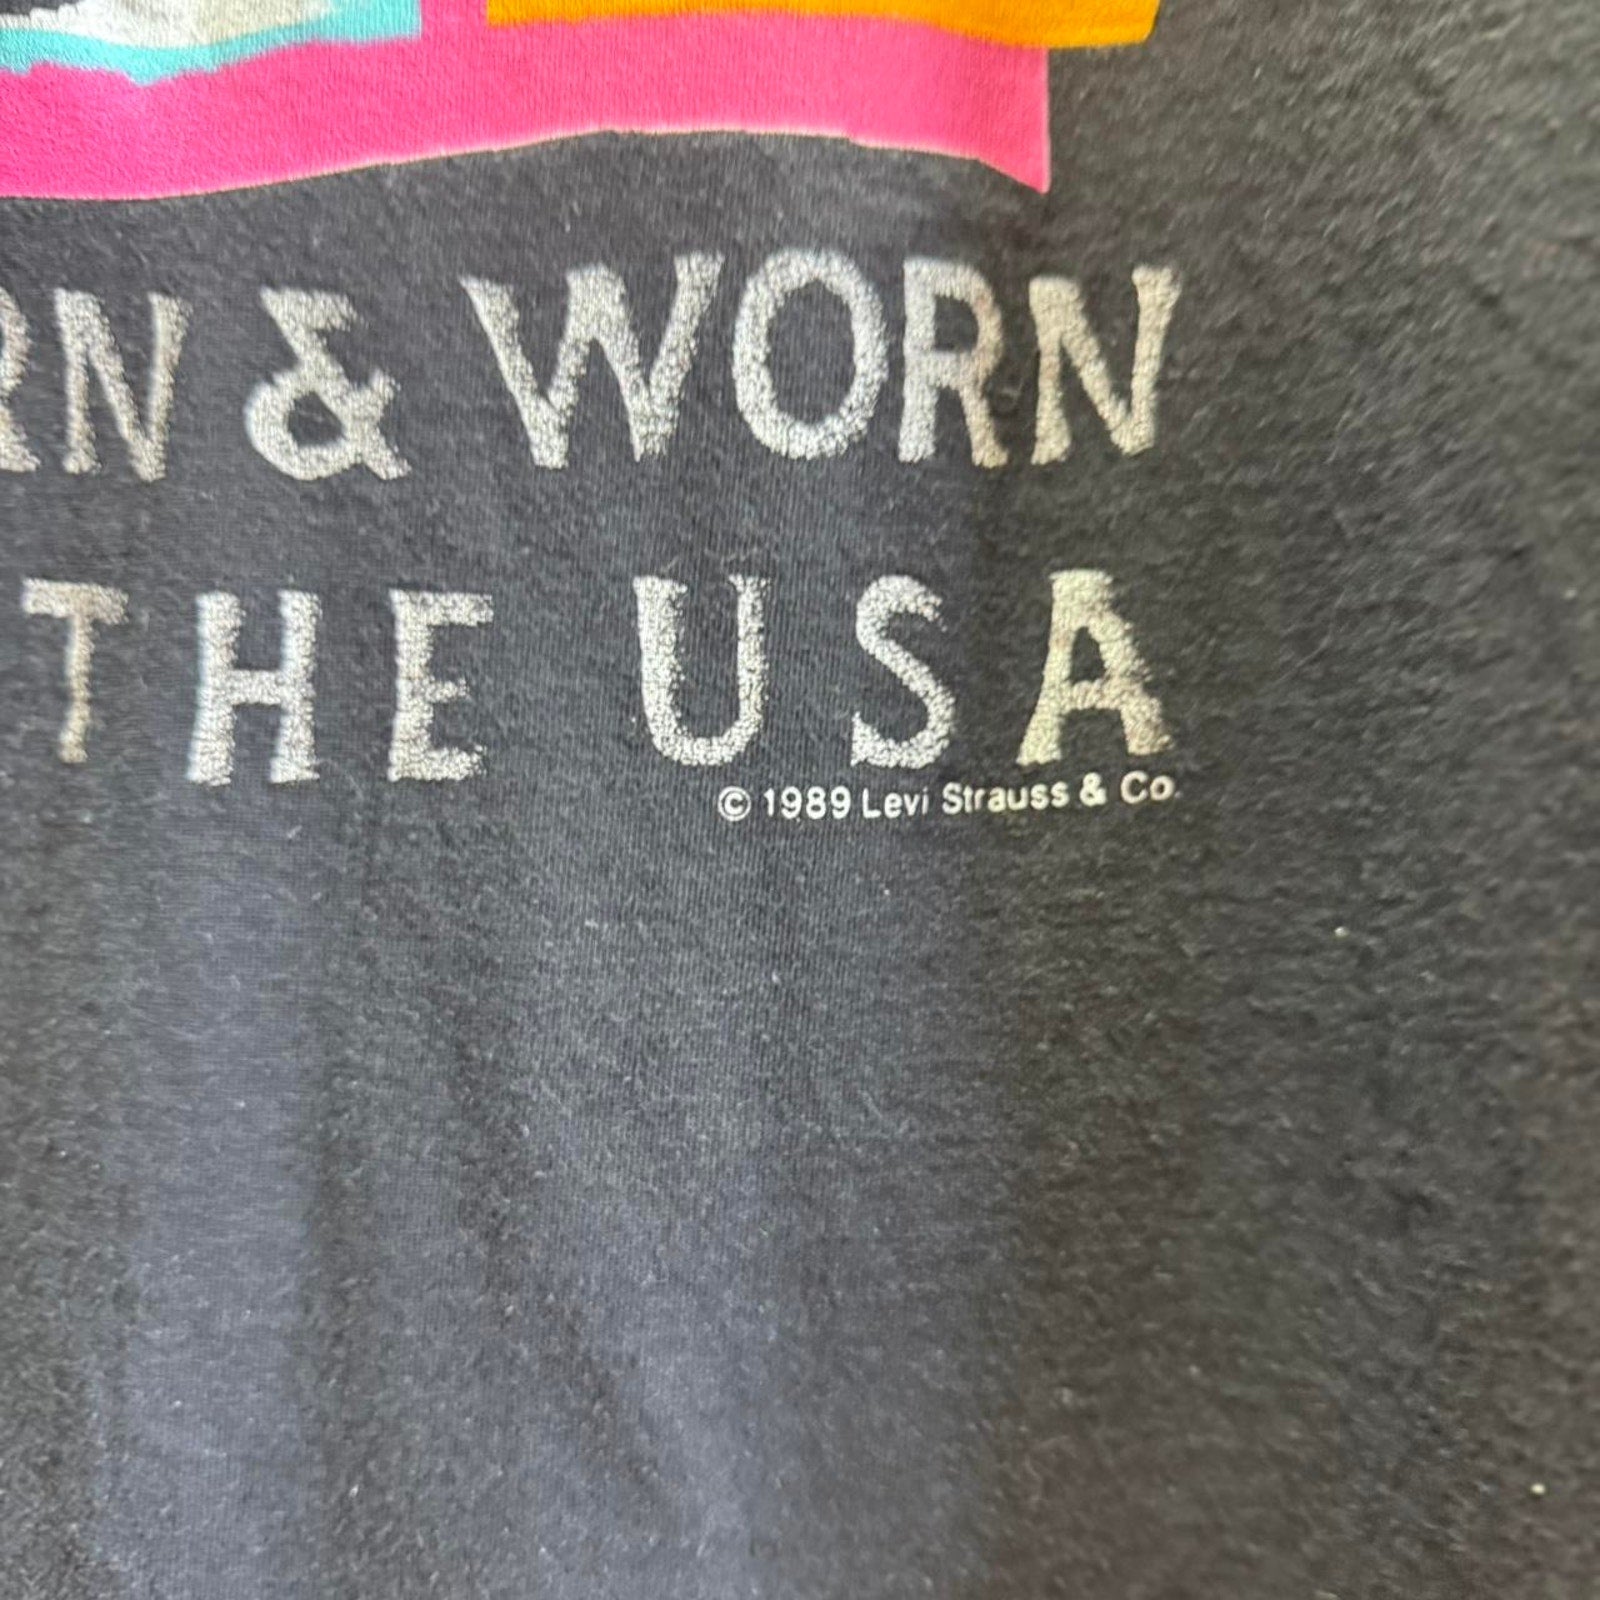 RN & WORN
THE USA
© 1989 Levi Strauss & Co.